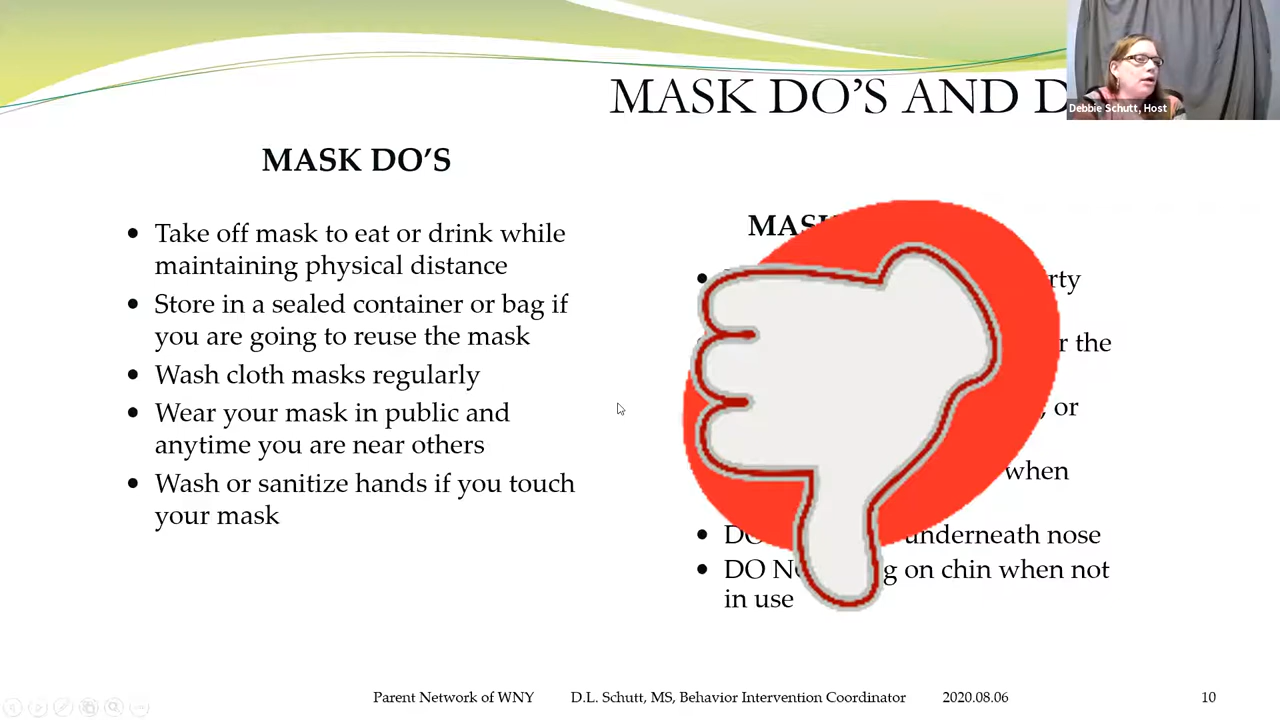 MASK DO'S AND D
Debbie Schutt, Host
MASK DO'S
• Take off mask to eat or drink while
maintaining physical distance
• Store in a sealed container or bag if
you are going to reuse the mask
• Wash cloth masks regularly
• Wear your mask in public and
anytime you are near others
• Wash or sanitize hands if you touch
your mask
MASK
rty
r the
, or
when
• DO underneath nose
• DO on chin when not
in use
Parent Network of WNY D.L. Schutt, MS, Behavior Intervention Coordinator 2020.08.06 10